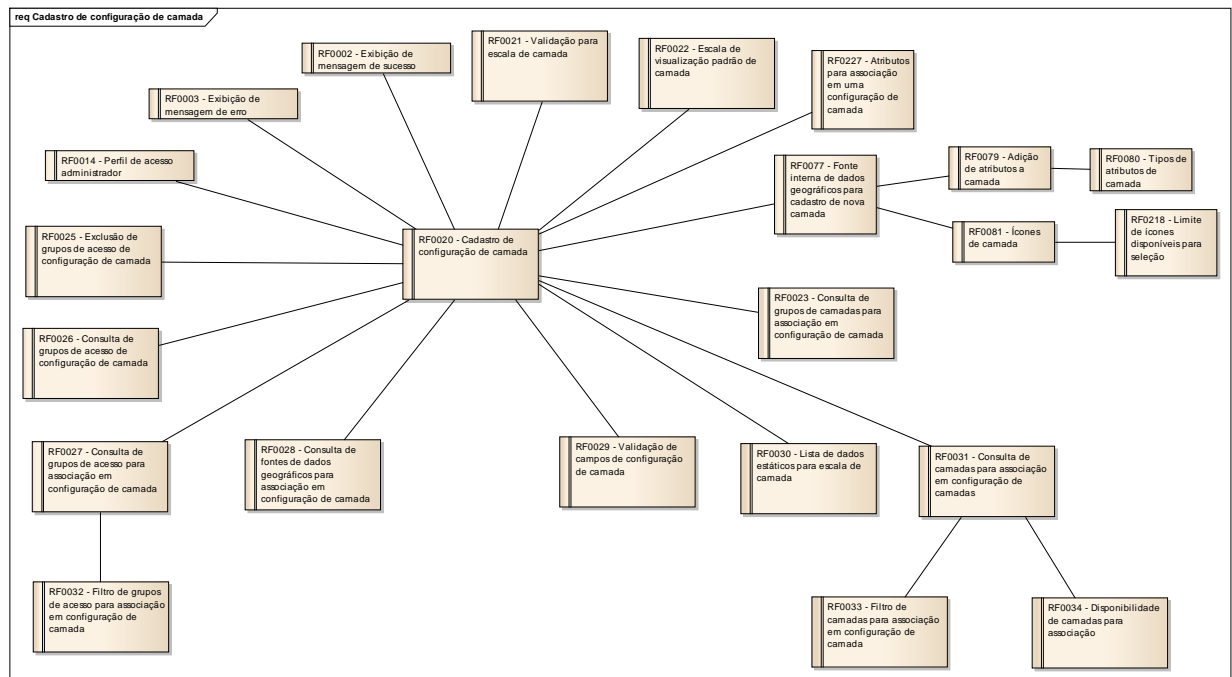 req Cadastro de configuração de camada
RF0021 - Validação para
escala de camada
RF0022 - Escala de
visualização padrão de
camada
RF0002 - Exibição de
mensagem de sucesso
RF0227 - Atributos
para associação
em uma
configuração de
camada
RF0003 - Exibição de
mensagem de erro
RF0014 - Perfil de acesso
administrador
RF0077 - Fonte
interna de dados
geográficos para
cadastro de nova
camada
RF0079 - Adição
de atributos a
camada
RF0080 - Tipos de
atributos de
camada
RF0025 - Exclusão de
grupos de acesso de
configuração de camada
RF0020 - Cadastro de
configuração de camada
RF0081 - Ícones
de camada
RF0218 - Limite
de ícones
disponíveis para
seleção
RF0023 - Consulta de
grupos de camadas para
associação em
configuração de camada
RF0026 - Consulta de
grupos de acesso de
configuração de camada
RF0027 - Consulta de
grupos de acesso para
associação em
configuração de camada
RF0028 - Consulta de
fontes de dados
geográficos para
associação em
configuração de camada
RF0029 - Validação de
campos de configuração
de camada
RF0030 - Lista de dados
estáticos para escala de
camada
RF0031 - Consulta de
camadas para associação
em configuração de
camadas
RF0032 - Filtro de grupos
de acesso para associação
em configuração de
camada
RF0033 - Filtro de
camadas para associação
em configuração de
camada
RF0034 - Disponibilidade
de camadas para
associação